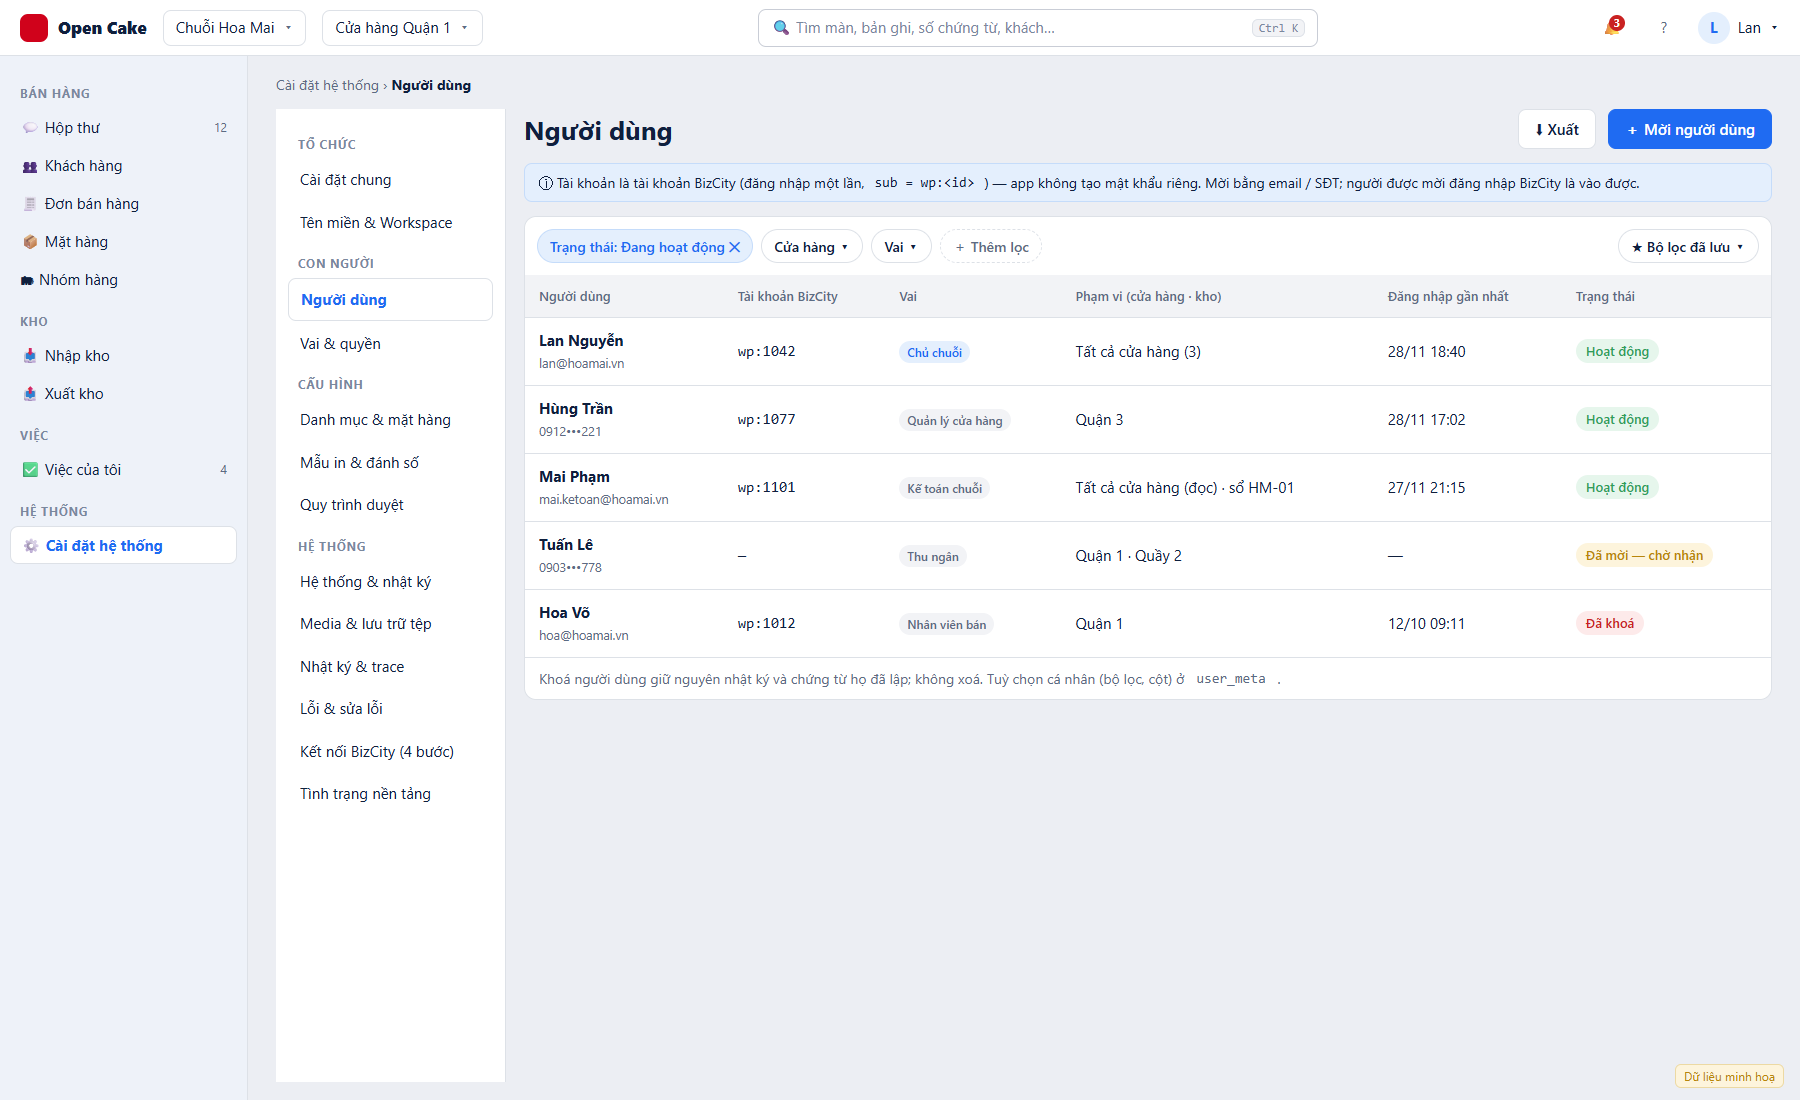 Open Cake
Chuỗi Hoa Mai
Cửa hàng Quận 1
Tìm màn, bản ghi, số chứng từ, khách...
Ctrl K
3
?
L
Lan
BÁN HÀNG
Hộp thư 12
Khách hàng
Đơn bán hàng
Mặt hàng
Nhóm hàng
KHO
Nhập kho
Xuất kho
VIỆC
Việc của tôi 4
HỆ THỐNG
Cài đặt hệ thống
Cài đặt hệ thống › Người dùng
TỔ CHỨC
Cài đặt chung
Tên miền & Workspace
CON NGƯỜI
Người dùng
Vai & quyền
CẤU HÌNH
Danh mục & mặt hàng
Mẫu in & đánh số
Quy trình duyệt
HỆ THỐNG
Hệ thống & nhật ký
Media & lưu trữ tệp
Nhật ký & trace
Lỗi & sửa lỗi
Kết nối BizCity (4 bước)
Tình trạng nền tảng
Người dùng
⬇ Xuất
+ Mời người dùng
ⓘ Tài khoản là tài khoản BizCity (đăng nhập một lần, sub = wp:<id> ) — app không tạo mật khẩu riêng. Mời bằng email / SĐT; người được mời đăng nhập BizCity là vào được.
Trạng thái: Đang hoạt động ✕
Cửa hàng ▾
Vai ▾
+ Thêm lọc
★ Bộ lọc đã lưu ▾
Người dùng Tài khoản BizCity Vai Phạm vi (cửa hàng · kho) Đăng nhập gần nhất Trạng thái
Lan Nguyễn
lan@hoamai.vn
wp:1042 Chủ chuỗi Tất cả cửa hàng (3) 28/11 18:40 Hoạt động
Hùng Trần
0912•••221
wp:1077 Quản lý cửa hàng Quận 3 28/11 17:02 Hoạt động
Mai Phạm
mai.ketoan@hoamai.vn
wp:1101 Kế toán chuỗi Tất cả cửa hàng (đọc) · sổ HM-01 27/11 21:15 Hoạt động
Tuấn Lê
0903•••778
— Thu ngân Quận 1 · Quầy 2 — Đã mời — chờ nhận
Hoa Võ
hoa@hoamai.vn
wp:1012 Nhân viên bán Quận 1 12/10 09:11 Đã khoá
Khoá người dùng giữ nguyên nhật ký và chứng từ họ đã lập; không xoá. Tuỳ chọn cá nhân (bộ lọc, cột) ở user_meta .
Dữ liệu minh hoạ